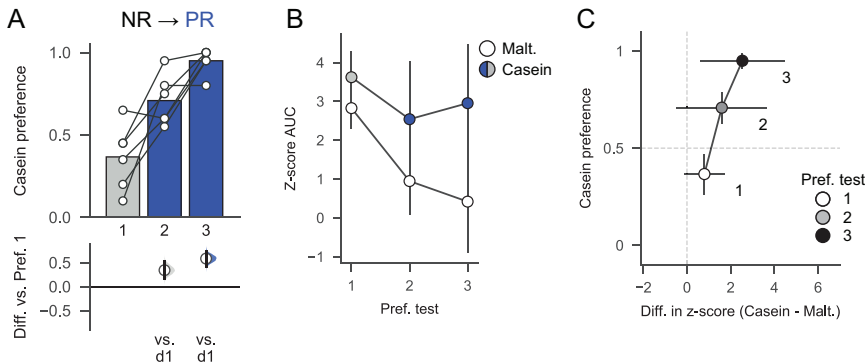 A
NR → PR
Casein preference
1.0
0.5
0.0
1 2 3
Diff. vs. Pref. 1
0.5
0.0
−0.5
vs. vs.
d1 d1
B
Malt.
Casein
Z-score AUC
4
3
2
1
0
−1
1 2 3
Pref. test
C
Casein preference
1
0.5
0
3
2
1
Pref. test
1
2
3
−2 0 2 4 6
Diff. in z-score (Casein - Malt.)